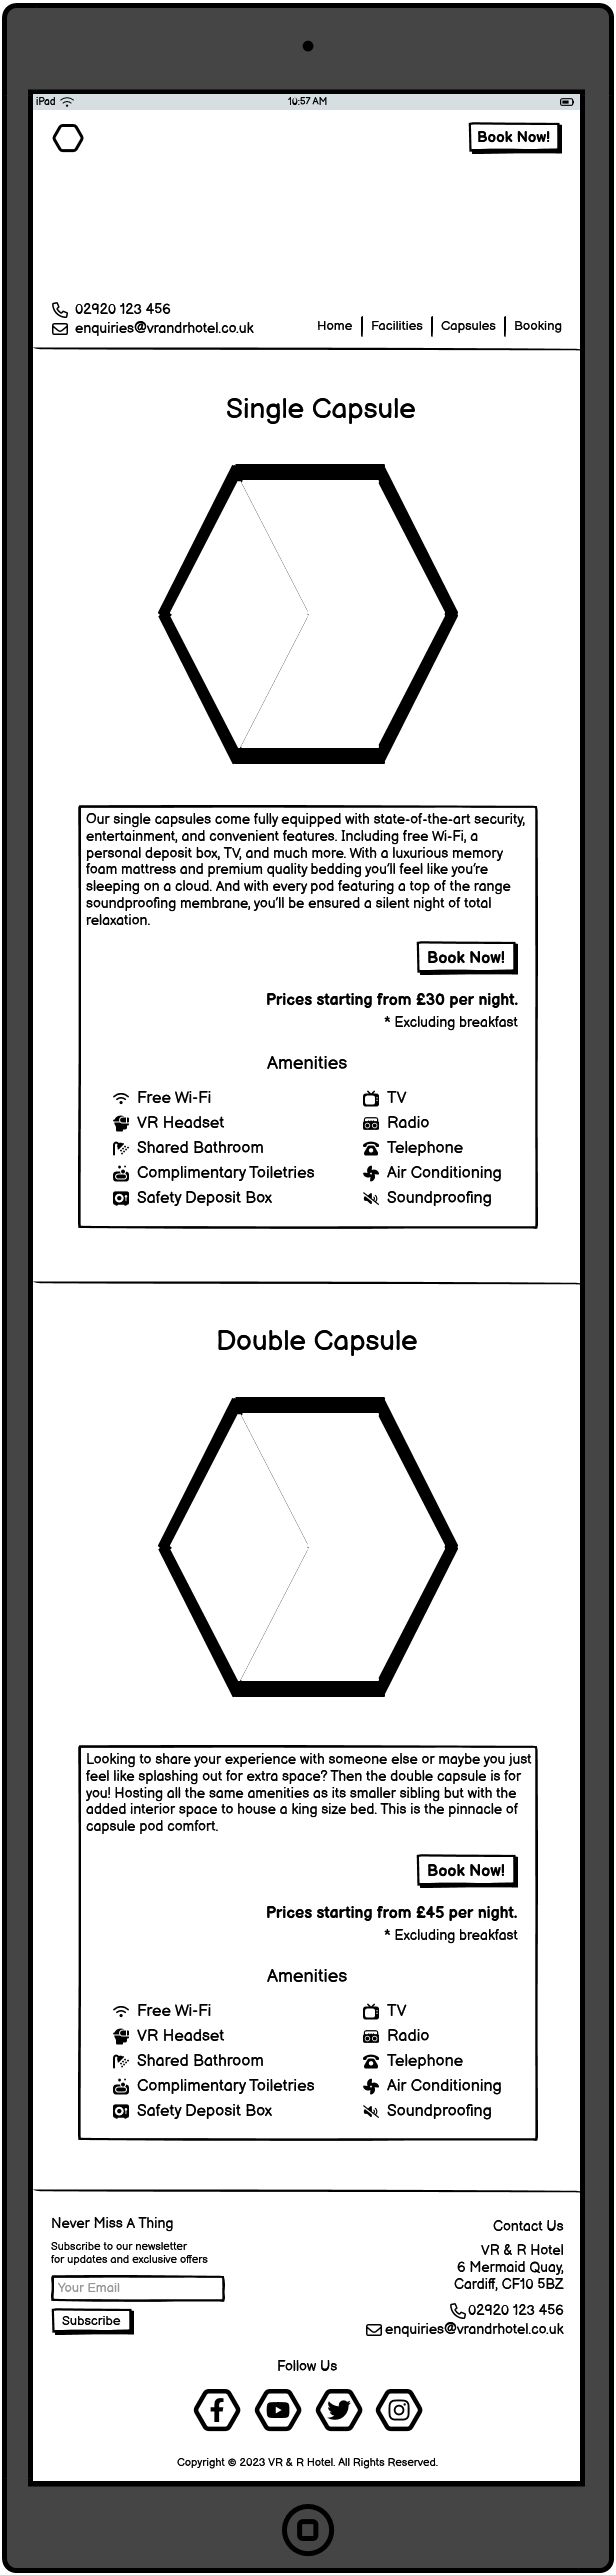 iPad
10:57 AM
Book Now!
02920 123 456
enquiries@vrandrhotel.co.uk
Home
Facilities
Capsules
Booking
Single Capsule
Our single capsules come fully equipped with state-of-the-art security,
entertainment, and convenient features. Including free Wi-Fi, a
personal deposit box, TV, and much more. With a luxurious memory
foam mattress and premium quality bedding you'll feel like you're
sleeping on a cloud. And with every pod featuring a top of the range
soundproofing membrane, you'll be ensured a silent night of total
relaxation.
Book Now!
Prices starting from £30 per night.
* Excluding breakfast
Amenities
Free Wi-Fi
VR Headset
Shared Bathroom
Complimentary Toiletries
Safety Deposit Box
TV
Radio
Telephone
Air Conditioning
Soundproofing
Double Capsule
Looking to share your experience with someone else or maybe you just
feel like splashing out for extra space? Then the double capsule is for
you! Hosting all the same amenities as its smaller sibling but with the
added interior space to house a king size bed. This is the pinnacle of
capsule pod comfort.
Book Now!
Prices starting from £45 per night.
* Excluding breakfast
Amenities
Free Wi-Fi
VR Headset
Shared Bathroom
Complimentary Toiletries
Safety Deposit Box
TV
Radio
Telephone
Air Conditioning
Soundproofing
Never Miss A Thing
Subscribe to our newsletter
for updates and exclusive offers
Your Email
Subscribe
Contact Us
VR & R Hotel
6 Mermaid Quay,
Cardiff, CF10 5BZ
02920 123 456
enquiries@vrandrhotel.co.uk
Follow Us
Copyright © 2023 VR & R Hotel. All Rights Reserved.